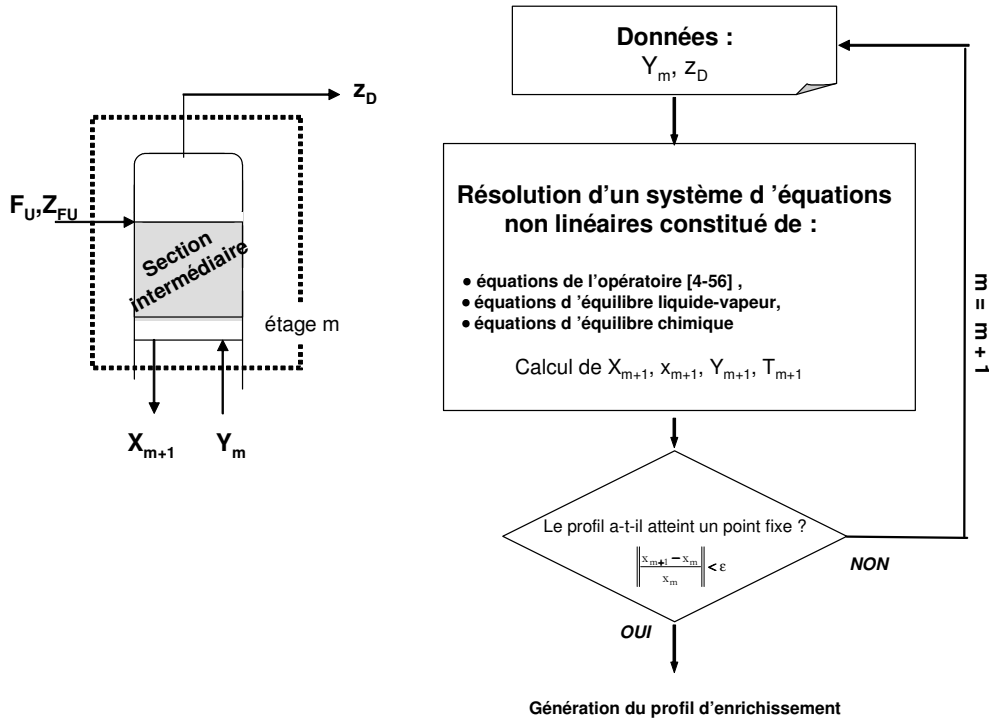 z_D
F_U,Z_FU
Section
intermédiaire
étage m
X_m+1
Y_m
Données :
Y_m, z_D
Résolution d'un système d 'équations
non linéaires constitué de :
• équations de l'opératoire [4-56] ,
• équations d 'équilibre liquide-vapeur,
• équations d 'équilibre chimique
Calcul de X_m+1, x_m+1, Y_m+1, T_m+1
m = m+1
Le profil a-t-il atteint un point fixe ?
‖(x_m+1 − x_m) / x_m‖ < ε
NON
OUI
Génération du profil d'enrichissement